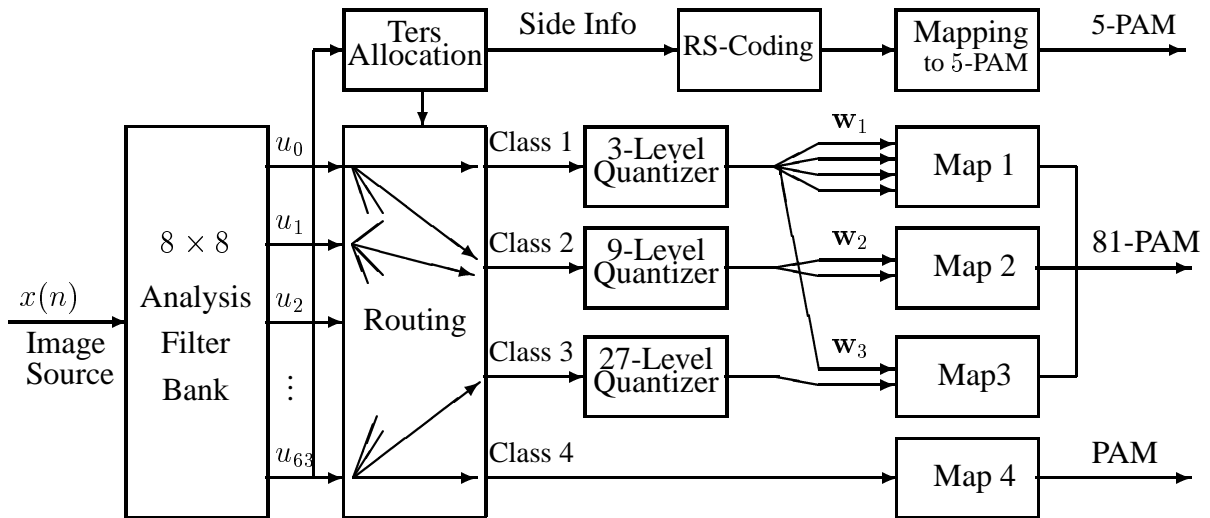 Ters
Allocation
Side Info
RS-Coding
Mapping
to 5-PAM
5-PAM
x(n)
Image
Source
8 × 8
Analysis
Filter
Bank
u₀
u₁
u₂
⋮
u₆₃
Routing
Class 1
3-Level
Quantizer
w₁
Map 1
Class 2
9-Level
Quantizer
w₂
Map 2
81-PAM
Class 3
27-Level
Quantizer
w₃
Map3
Class 4
Map 4
PAM